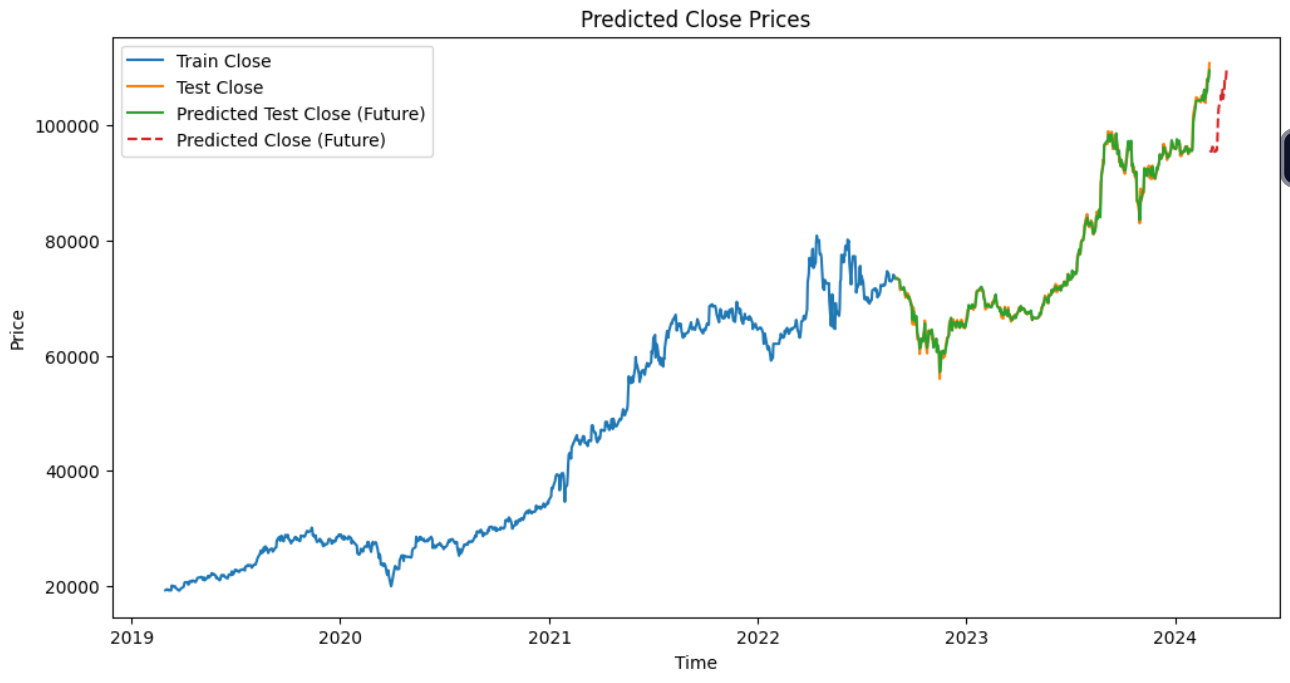 Predicted Close Prices
Train Close
Test Close
Predicted Test Close (Future)
Predicted Close (Future)
Price
100000
80000
60000
40000
20000
2019 2020 2021 2022 2023 2024
Time